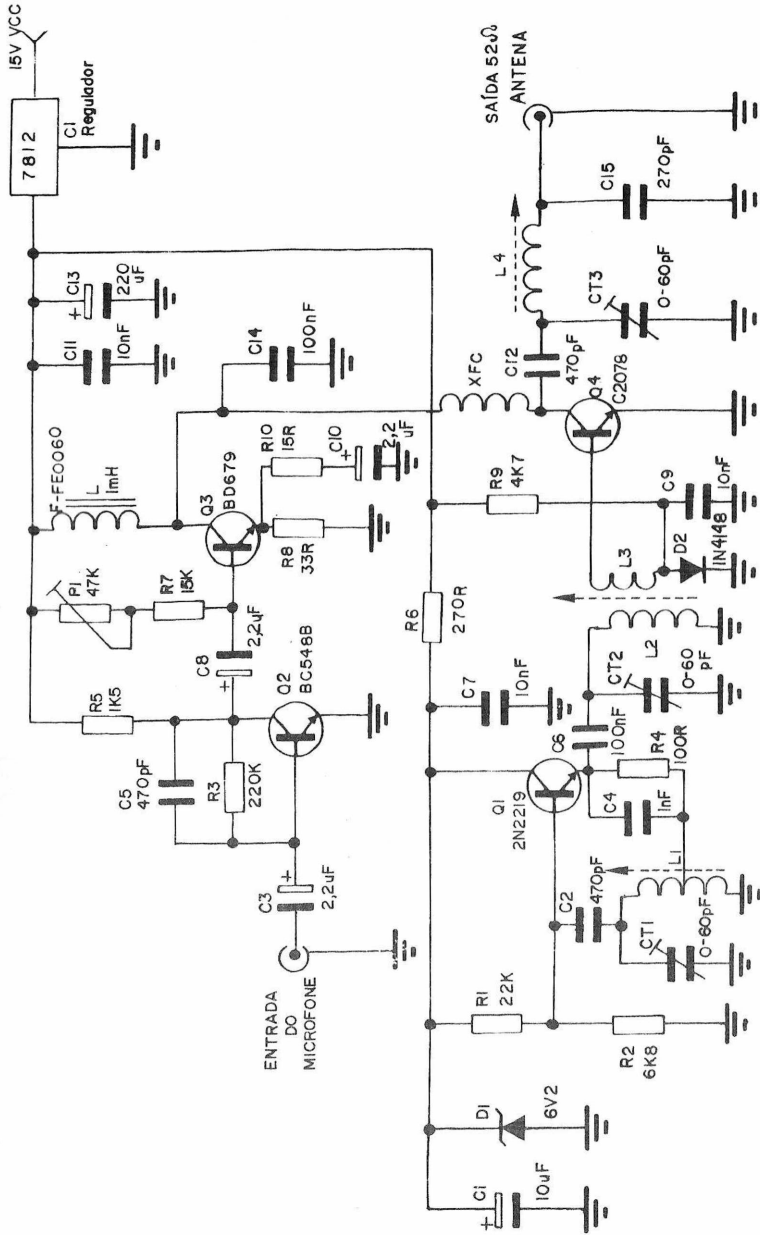 15V VCC
7812
C1
Regulador
C13
220
uF
+
C11
10nF
F-FE0060
L
1mH
P1
47K
R7
15K
R5
1K5
C5
470pF
R3
220K
C8
2,2uF
+
Q2
BC548B
Q3
BD679
R10
15R
C10
2,2
uF
+
R8
33R
C14
100nF
C3
+
2,2uF
ENTRADA
DO
MICROFONE
XFC
C12
470pF
Q4
C2078
L4
CT3
0-60pF
C15
270pF
SAÍDA 52Ω
ANTENA
R9
4K7
C9
10nF
D2
1N4148
L3
L2
CT2
0-60
pF
R6
270R
C7
10nF
C6
100nF
Q1
2N2219
R4
100R
C4
1nF
L1
C2
470pF
CT1
0-60pF
R1
22K
R2
6K8
D1
6V2
C1
10uF
+